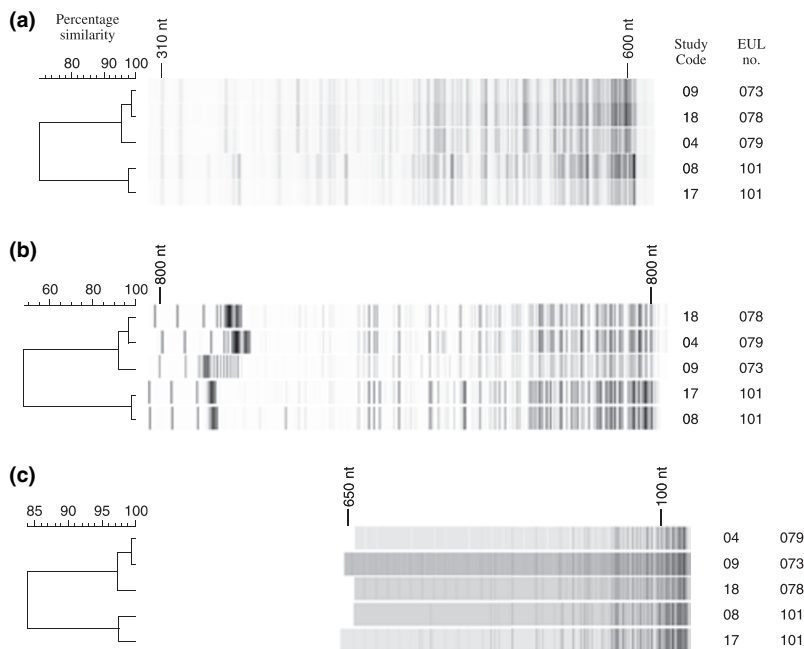 (a)
Percentage similarity
310 nt
600 nt
Study Code
EUL no.
80 90 100
09 073
18 078
04 079
08 101
17 101
(b)
800 nt
800 nt
60 80 100
18 078
04 079
09 073
17 101
08 101
(c)
650 nt
100 nt
85 90 95 100
04 079
09 073
18 078
08 101
17 101